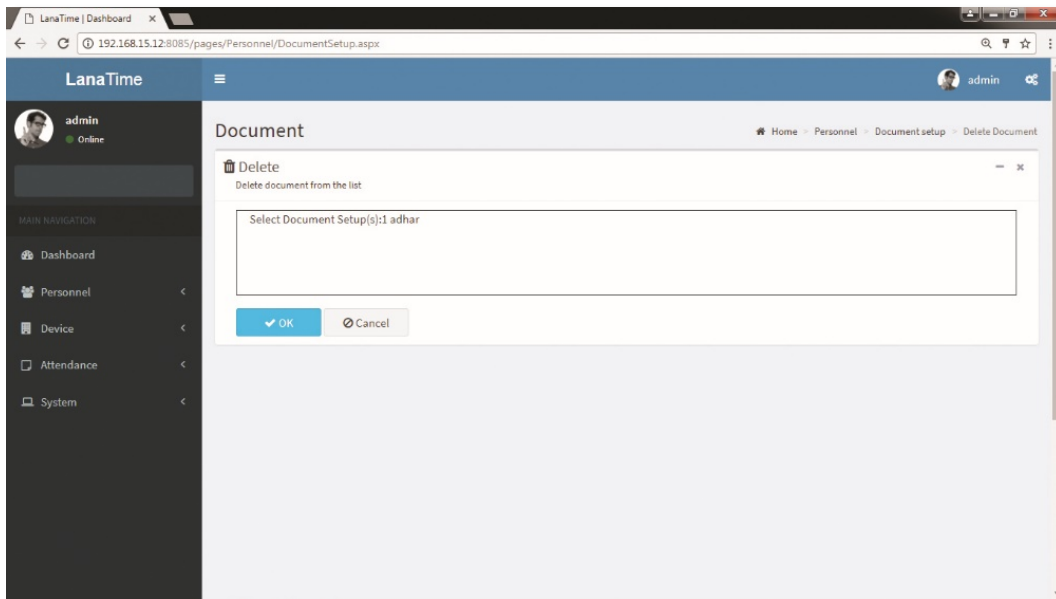 LanaTime | Dashboard
192.168.15.12:8085/pages/Personnel/DocumentSetup.aspx
LanaTime
admin
admin
Online
Document
Home > Personnel > Document setup > Delete Document
Delete
Delete document from the list
MAIN NAVIGATION
Select Document Setup(s):1 adhar
Dashboard
Personnel
Device
Attendance
System
OK
Cancel